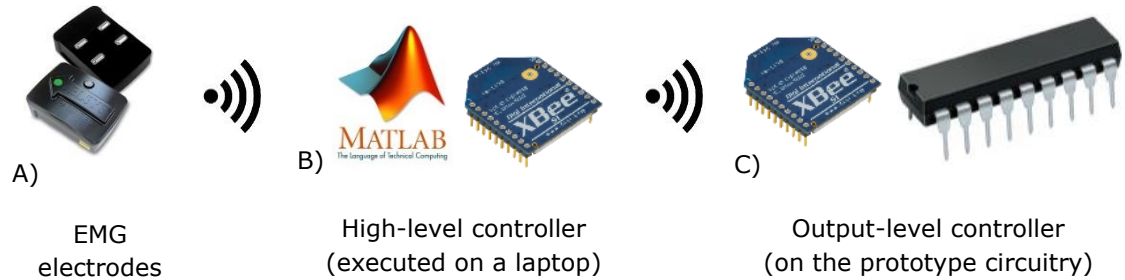 MATLAB
The Language of Technical Computing
XBee
XBee
A)
B)
C)
EMG
electrodes
High-level controller
(executed on a laptop)
Output-level controller
(on the prototype circuitry)